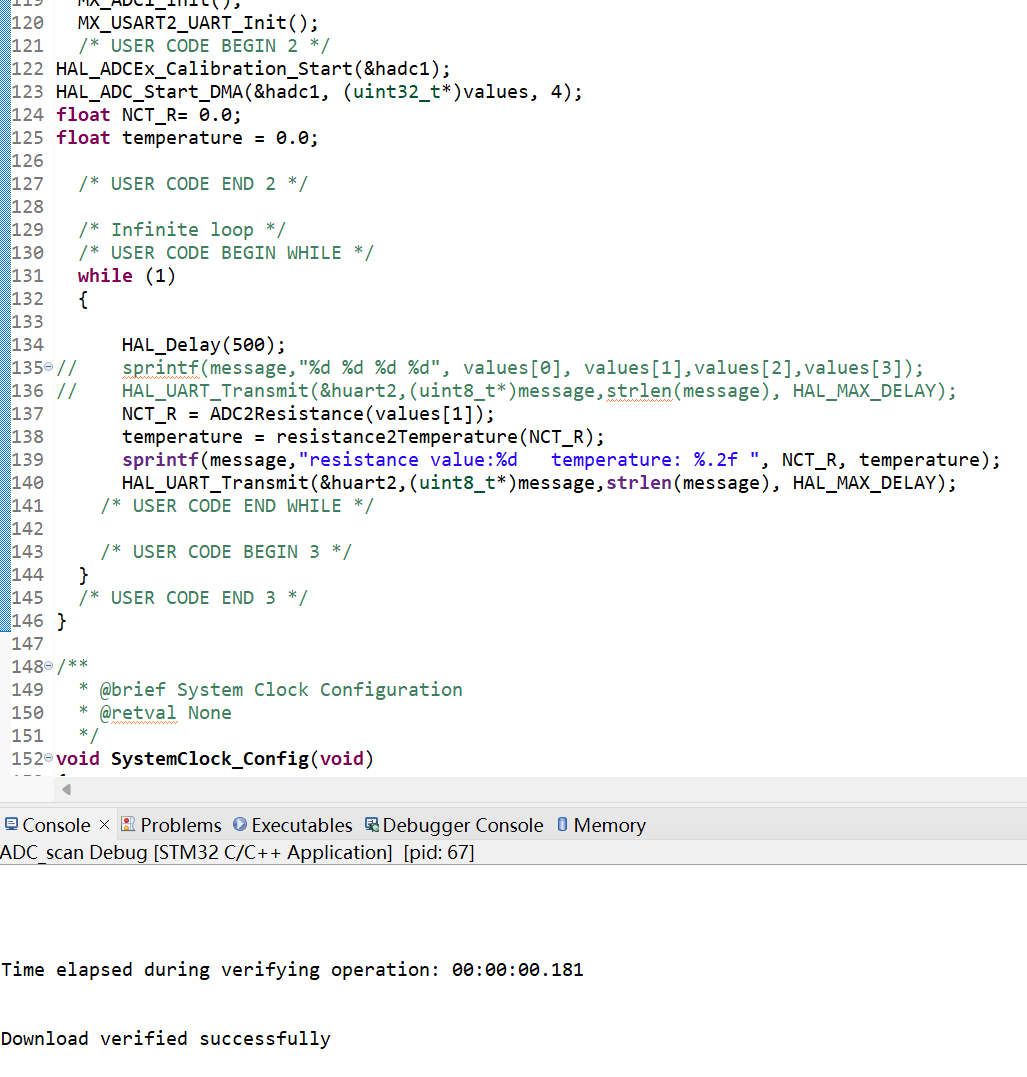 119   MX_ADC1_Init();
120   MX_USART2_UART_Init();
121   /* USER CODE BEGIN 2 */
122 HAL_ADCEx_Calibration_Start(&hadc1);
123 HAL_ADC_Start_DMA(&hadc1, (uint32_t*)values, 4);
124 float NCT_R= 0.0;
125 float temperature = 0.0;
126
127   /* USER CODE END 2 */
128
129   /* Infinite loop */
130   /* USER CODE BEGIN WHILE */
131   while (1)
132   {
133
134       HAL_Delay(500);
135 //    sprintf(message,"%d %d %d %d", values[0], values[1],values[2],values[3]);
136 //    HAL_UART_Transmit(&huart2,(uint8_t*)message,strlen(message), HAL_MAX_DELAY);
137       NCT_R = ADC2Resistance(values[1]);
138       temperature = resistance2Temperature(NCT_R);
139       sprintf(message,"resistance value:%d   temperature: %.2f ", NCT_R, temperature);
140       HAL_UART_Transmit(&huart2,(uint8_t*)message,strlen(message), HAL_MAX_DELAY);
141     /* USER CODE END WHILE */
142
143     /* USER CODE BEGIN 3 */
144   }
145   /* USER CODE END 3 */
146 }
147
148 /**
149   * @brief System Clock Configuration
150   * @retval None
151   */
152 void SystemClock_Config(void)
Console Problems Executables Debugger Console Memory
ADC_scan Debug [STM32 C/C++ Application] [pid: 67]
Time elapsed during verifying operation: 00:00:00.181
Download verified successfully